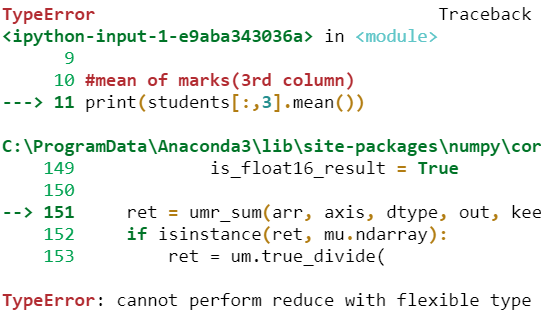 TypeError Traceback
<ipython-input-1-e9aba343036a> in <module>
9
10 #mean of marks(3rd column)
---> 11 print(students[:,3].mean())
C:\ProgramData\Anaconda3\lib\site-packages\numpy\cor
149 is_float16_result = True
150
--> 151 ret = umr_sum(arr, axis, dtype, out, kee
152 if isinstance(ret, mu.ndarray):
153 ret = um.true_divide(
TypeError: cannot perform reduce with flexible type